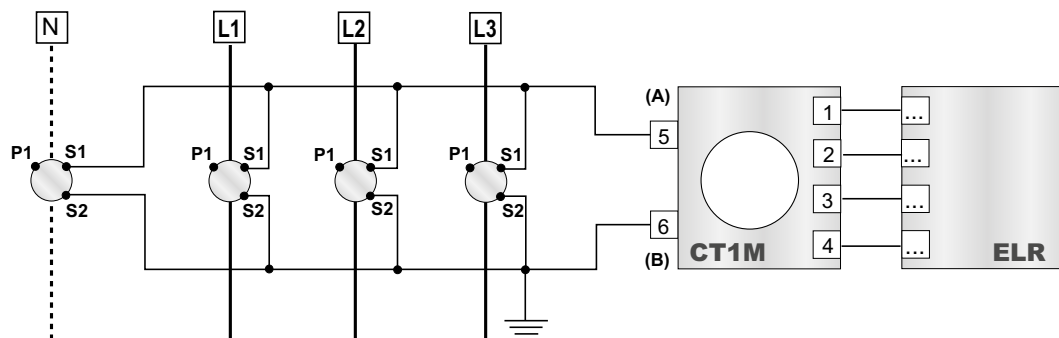 N L1 L2 L3
(A)
5
1 ...
2 ...
3 ...
4 ...
P1 S1
S2
P1 S1
S2
P1 S1
S2
P1 S1
S2
6
(B)
CT1M
ELR